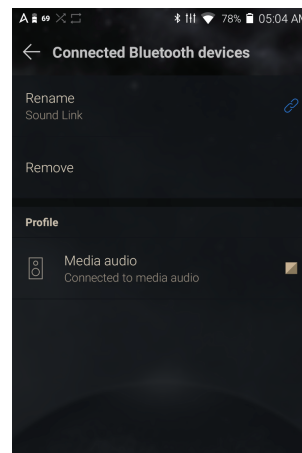 A 69 78% 05:04 AM
Connected Bluetooth devices
Rename
Sound Link
Remove
Profile
Media audio
Connected to media audio